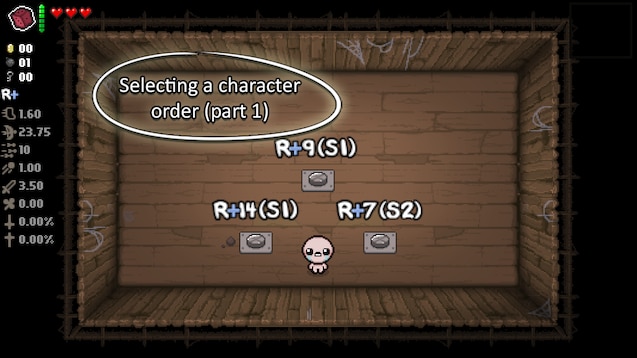 Selecting a character
order (part 1)
00
01
00
R+
1.60
23.75
10
1.00
3.50
0.00
0.00%
0.00%
R+9(S1)
R+14(S1)
R+7(S2)